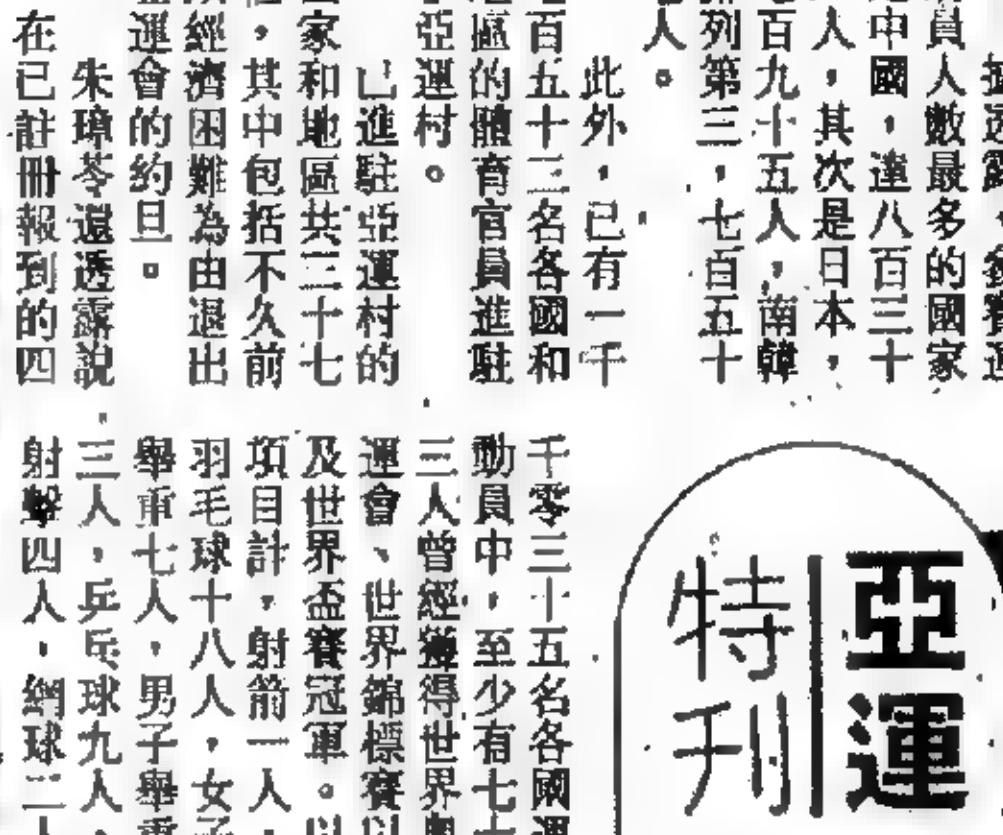 員人數最多的國家
中國，達八百三十
人，其次是日本，
百九十五人，南韓
列第三，七百五十
人。
此外，已有一千
百五十三名各國和
區的體育官員進駐
亞運村。
已進駐亞運村的
家和地區共三十七
，其中包括不久前
經濟困難為由退出
運會的約旦。
朱璋苓還透露說
在已註冊報到的四
亞運
特刊
千零三十五名各國運
動員中，至少有七十
三人曾經獲得世界奧
運會、世界錦標賽以
及世界盃賽冠軍。以
項目計，射箭一人，
羽毛球十八人，女子
舉重七人，男子舉重
三人，乒乓球九人，
射擊四人，網球二人